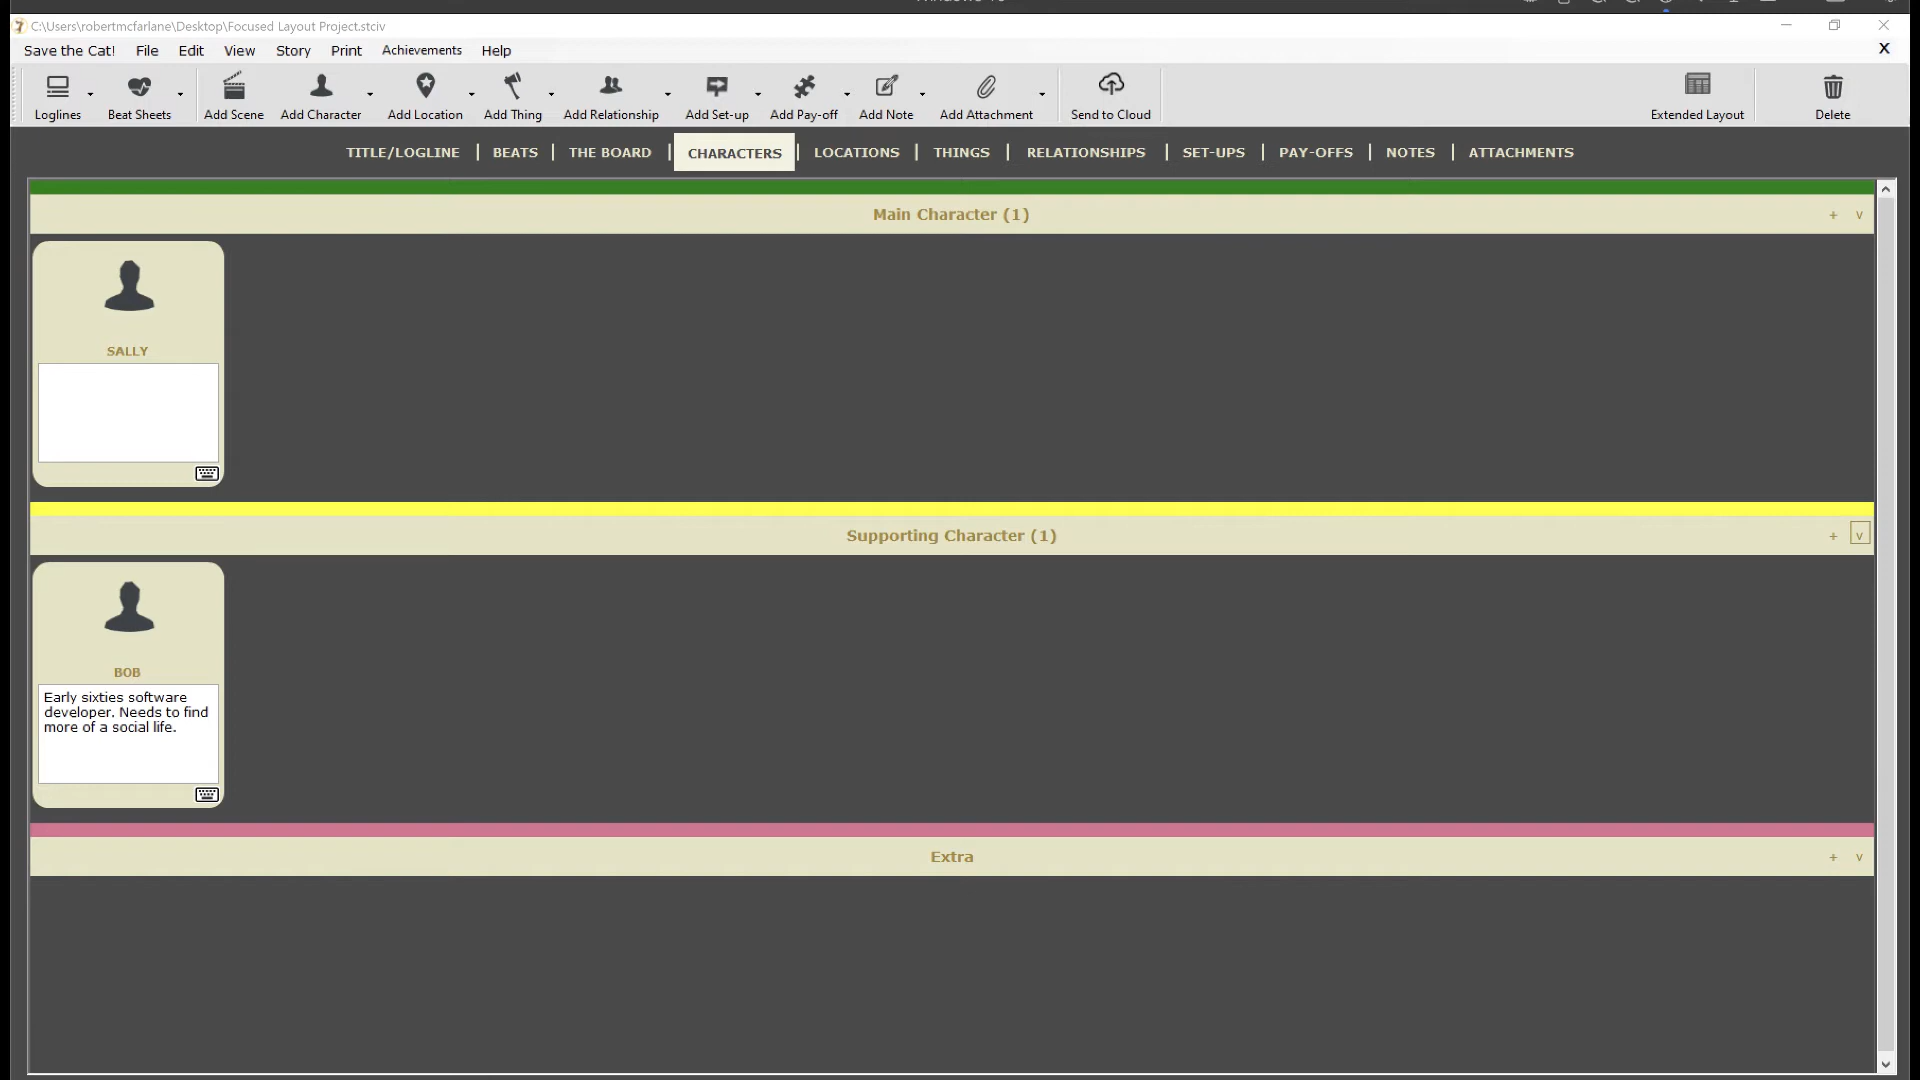 C:\Users\robertmcfarlane\Desktop\Focused Layout Project.stciv
Save the Cat! File Edit View Story Print Achievements Help X
Loglines Beat Sheets Add Scene Add Character Add Location Add Thing Add Relationship Add Set-up Add Pay-off Add Note Add Attachment Send to Cloud Extended Layout Delete
TITLE/LOGLINE | BEATS | THE BOARD | CHARACTERS | LOCATIONS | THINGS | RELATIONSHIPS | SET-UPS | PAY-OFFS | NOTES | ATTACHMENTS
Main Character (1) + v
SALLY
Supporting Character (1) + v
BOB
Early sixties software
developer. Needs to find
more of a social life.
Extra + v